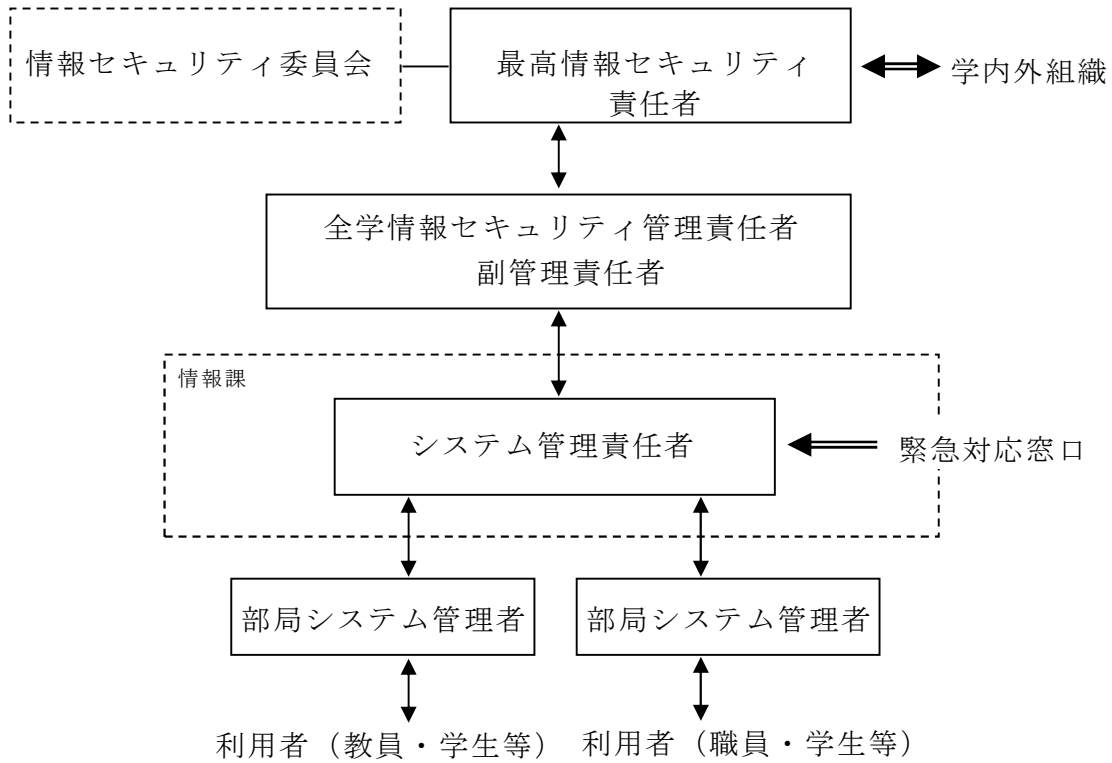 情報セキュリティ委員会
最高情報セキュリティ
責任者
学内外組織
全学情報セキュリティ管理責任者
副管理責任者
情報課
システム管理責任者
緊急対応窓口
部局システム管理者
部局システム管理者
利用者（教員・学生等）
利用者（職員・学生等）